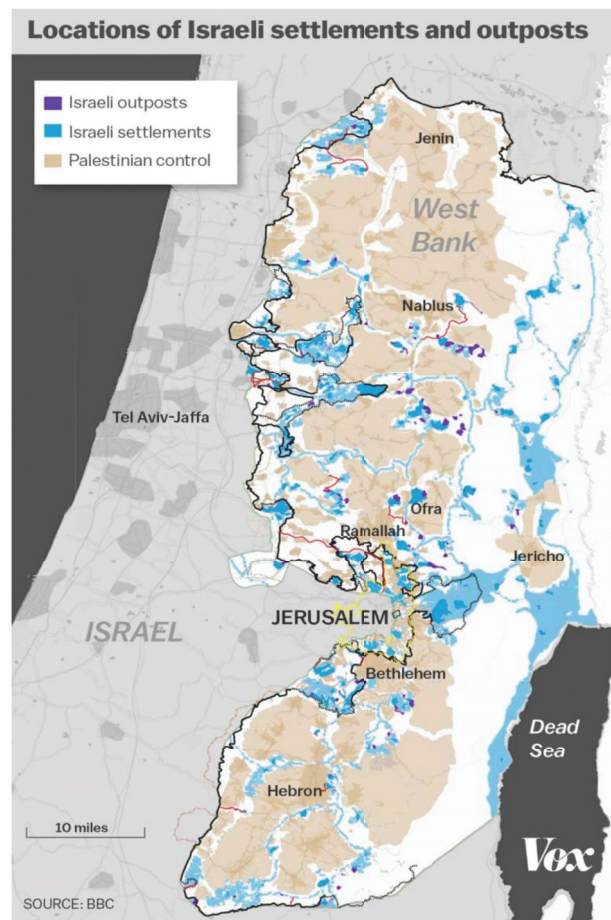 Locations of Israeli settlements and outposts
Israeli outposts
Israeli settlements
Palestinian control
Jenin
West
Bank
Nablus
Tel Aviv-Jaffa
Ofra
Ramallah
Jericho
JERUSALEM
ISRAEL
Bethlehem
Dead
Sea
Hebron
10 miles
Vox
SOURCE: BBC